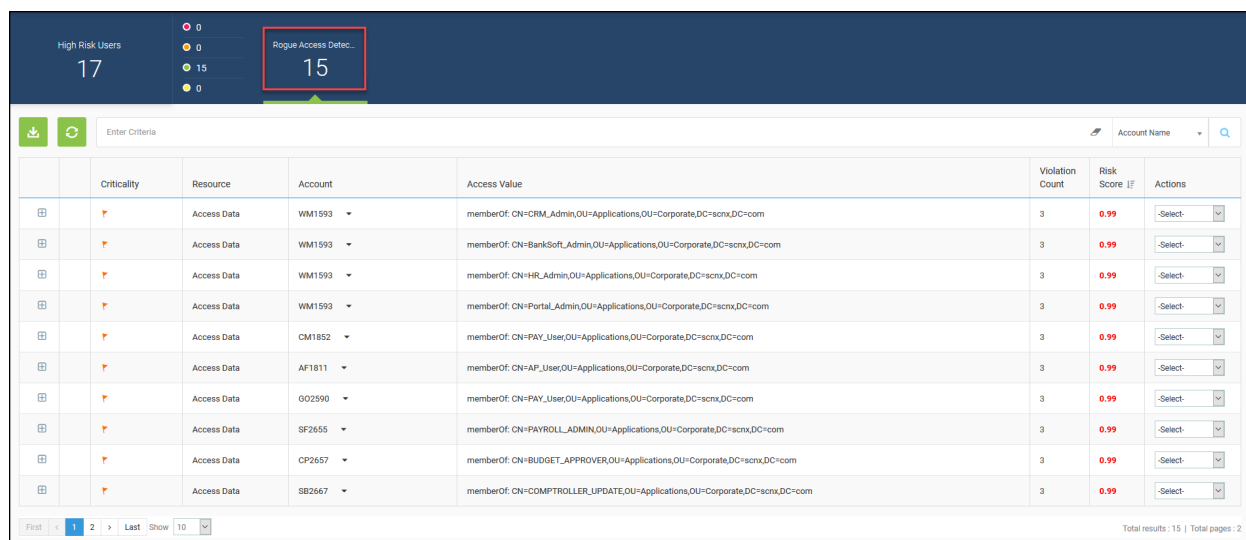 High Risk Users
17
0
0
15
0
Rogue Access Detec...
15
Enter Criteria
Account Name
Criticality Resource Account Access Value Violation Count Risk Score Actions
Access Data WM1593 memberOf: CN=CRM_Admin,OU=Applications,OU=Corporate,DC=scnx,DC=com 3 0.99 -Select-
Access Data WM1593 memberOf: CN=BankSoft_Admin,OU=Applications,OU=Corporate,DC=scnx,DC=com 3 0.99 -Select-
Access Data WM1593 memberOf: CN=HR_Admin,OU=Applications,OU=Corporate,DC=scnx,DC=com 3 0.99 -Select-
Access Data WM1593 memberOf: CN=Portal_Admin,OU=Applications,OU=Corporate,DC=scnx,DC=com 3 0.99 -Select-
Access Data CM1852 memberOf: CN=PAY_User,OU=Applications,OU=Corporate,DC=scnx,DC=com 3 0.99 -Select-
Access Data AF1811 memberOf: CN=AP_User,OU=Applications,OU=Corporate,DC=scnx,DC=com 3 0.99 -Select-
Access Data GO2590 memberOf: CN=PAY_User,OU=Applications,OU=Corporate,DC=scnx,DC=com 3 0.99 -Select-
Access Data SF2655 memberOf: CN=PAYROLL_ADMIN,OU=Applications,OU=Corporate,DC=scnx,DC=com 3 0.99 -Select-
Access Data CP2657 memberOf: CN=BUDGET_APPROVER,OU=Applications,OU=Corporate,DC=scnx,DC=com 3 0.99 -Select-
Access Data SB2667 memberOf: CN=COMPTROLLER_UPDATE,OU=Applications,OU=Corporate,DC=scnx,DC=com 3 0.99 -Select-
First < 1 2 > Last Show 10 Total results : 15 | Total pages : 2